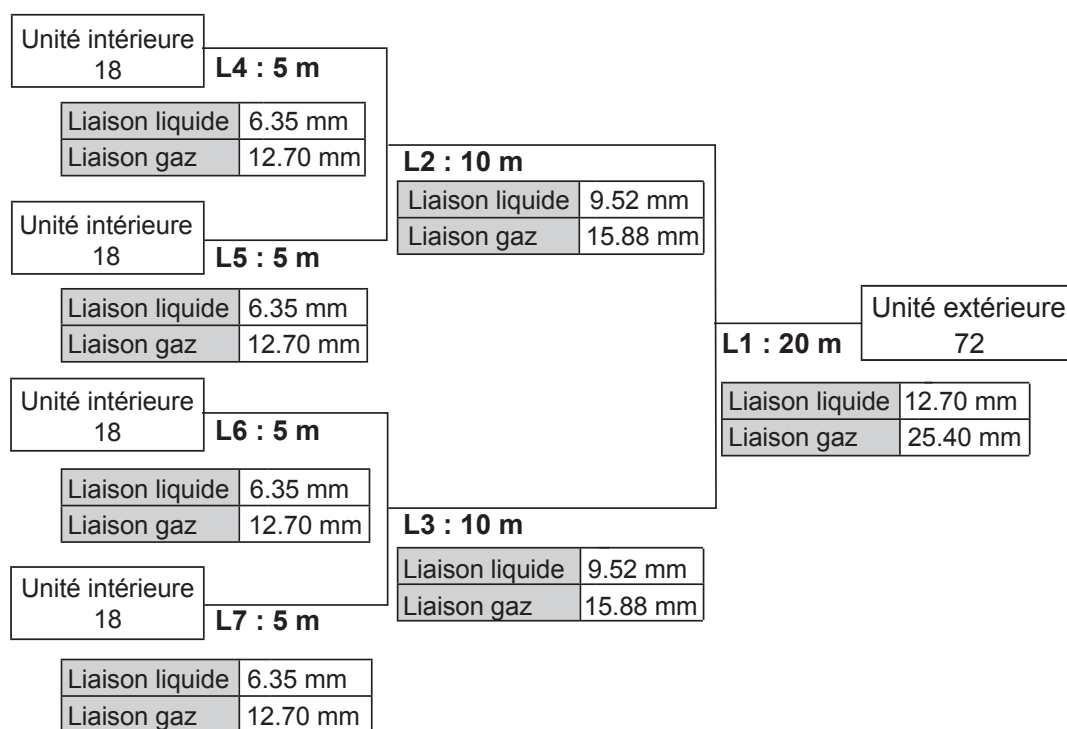 Unité intérieure
18
L4 : 5 m
Liaison liquide 6.35 mm
Liaison gaz 12.70 mm
L2 : 10 m
Liaison liquide 9.52 mm
Liaison gaz 15.88 mm
Unité intérieure
18
L5 : 5 m
Liaison liquide 6.35 mm
Liaison gaz 12.70 mm
Unité extérieure
72
L1 : 20 m
Liaison liquide 12.70 mm
Liaison gaz 25.40 mm
Unité intérieure
18
L6 : 5 m
Liaison liquide 6.35 mm
Liaison gaz 12.70 mm
L3 : 10 m
Liaison liquide 9.52 mm
Liaison gaz 15.88 mm
Unité intérieure
18
L7 : 5 m
Liaison liquide 6.35 mm
Liaison gaz 12.70 mm